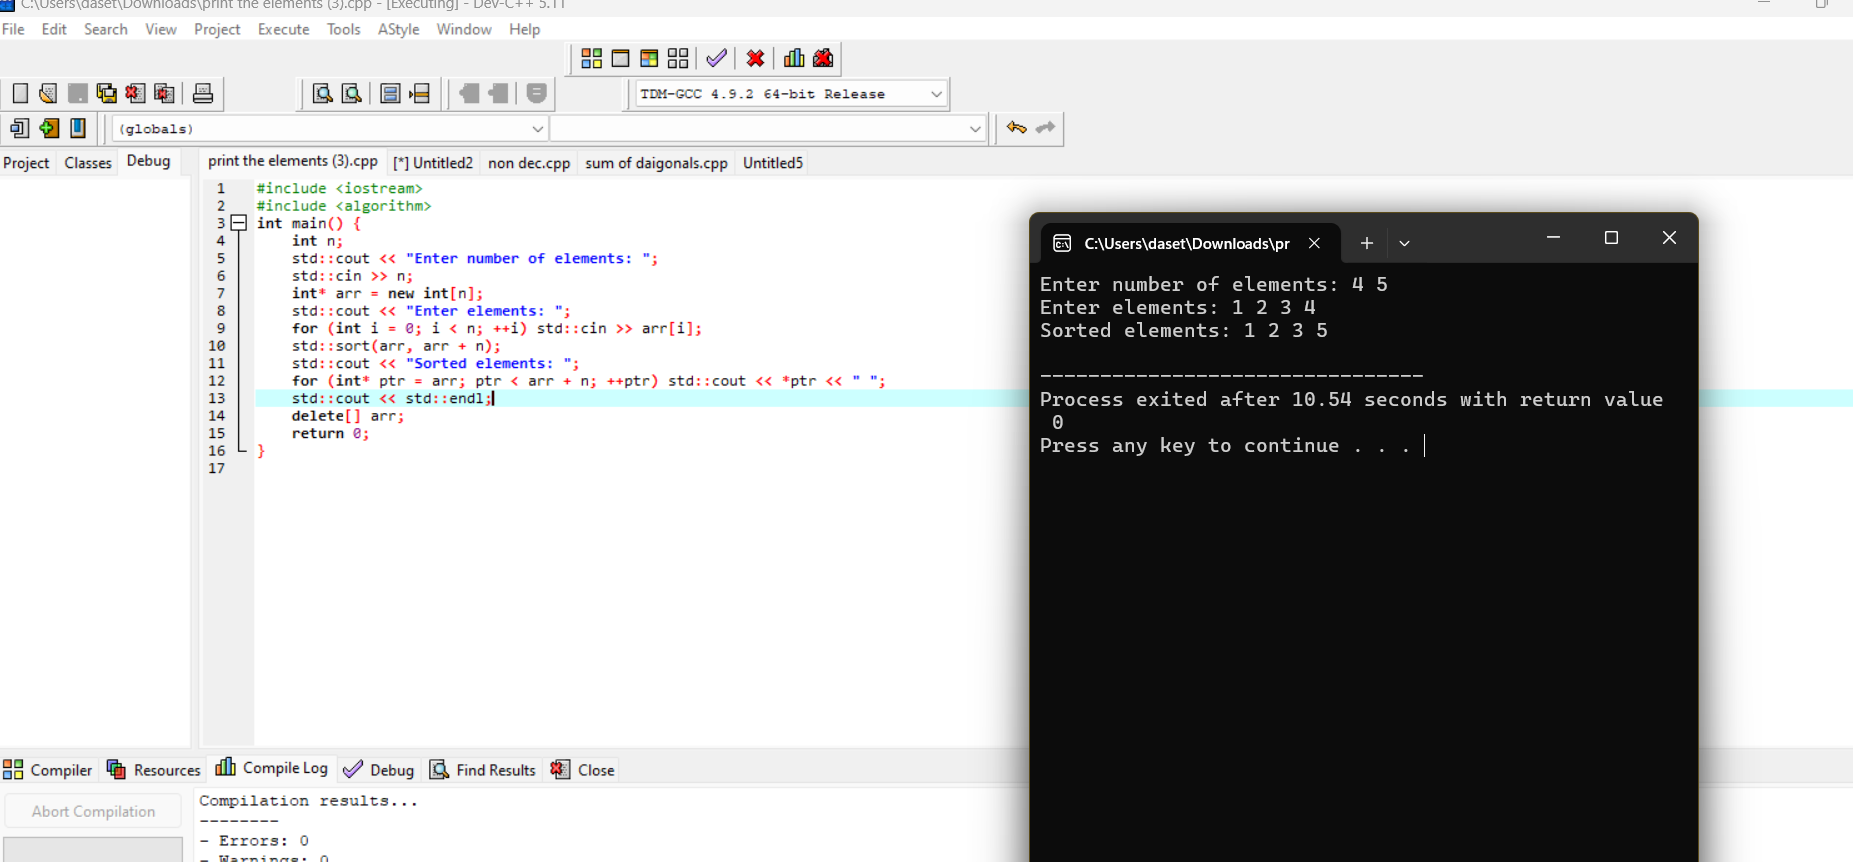 C:\Users\daset\Downloads\print the elements (3).cpp - [Executing] - Dev-C++ 5.11
File Edit Search View Project Execute Tools AStyle Window Help
TDM-GCC 4.9.2 64-bit Release
(globals)
Project Classes Debug
print the elements (3).cpp [*] Untitled2 non dec.cpp sum of daigonals.cpp Untitled5
1 #include <iostream>
2 #include <algorithm>
3 int main() {
4 int n;
5 std::cout << "Enter number of elements: ";
6 std::cin >> n;
7 int* arr = new int[n];
8 std::cout << "Enter elements: ";
9 for (int i = 0; i < n; ++i) std::cin >> arr[i];
10 std::sort(arr, arr + n);
11 std::cout << "Sorted elements: ";
12 for (int* ptr = arr; ptr < arr + n; ++ptr) std::cout << *ptr << " ";
13 std::cout << std::endl;
14 delete[] arr;
15 return 0;
16 }
17
C:\Users\daset\Downloads\pr
Enter number of elements: 4 5
Enter elements: 1 2 3 4
Sorted elements: 1 2 3 5
--------------------------------
Process exited after 10.54 seconds with return value
0
Press any key to continue . . .
Compiler Resources Compile Log Debug Find Results Close
Abort Compilation
Compilation results...
--------
- Errors: 0
- Warnings: 0